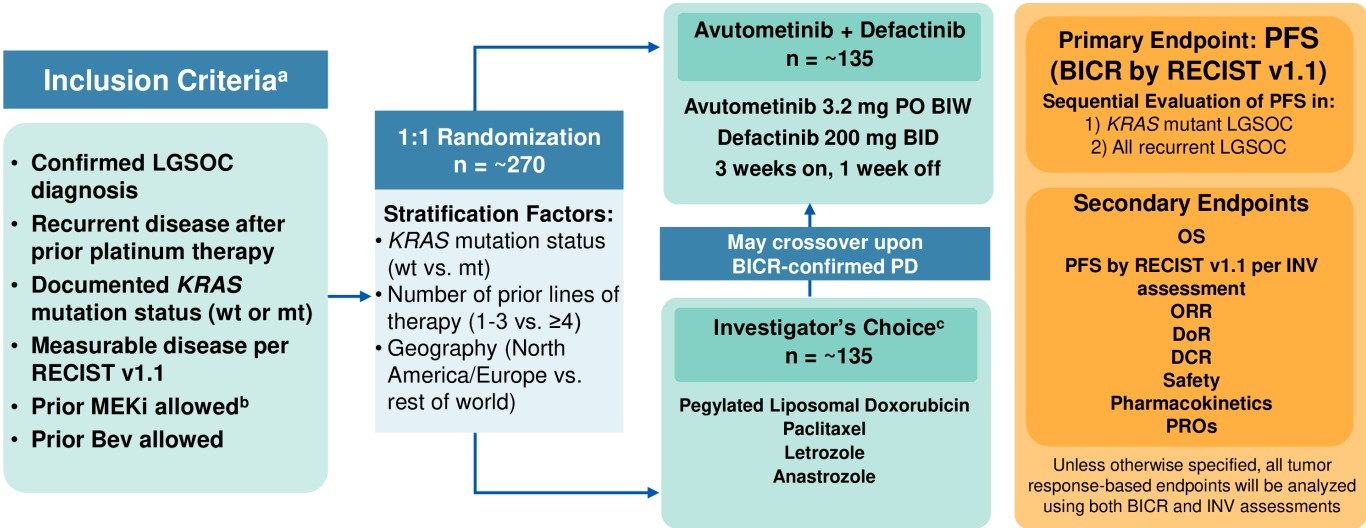 Inclusion Criteriaa
• Confirmed LGSOC
diagnosis
• Recurrent disease after
prior platinum therapy
• Documented KRAS
mutation status (wt or mt)
• Measurable disease per
RECIST v1.1
• Prior MEKi allowedb
• Prior Bev allowed
1:1 Randomization
n = ~270
Stratification Factors:
• KRAS mutation status
(wt vs. mt)
• Number of prior lines of
therapy (1-3 vs. ≥4)
• Geography (North
America/Europe vs.
rest of world)
Avutometinib + Defactinib
n = ~135
Avutometinib 3.2 mg PO BIW
Defactinib 200 mg BID
3 weeks on, 1 week off
May crossover upon
BICR-confirmed PD
Investigator’s Choicec
n = ~135
Pegylated Liposomal Doxorubicin
Paclitaxel
Letrozole
Anastrozole
Primary Endpoint: PFS
(BICR by RECIST v1.1)
Sequential Evaluation of PFS in:
1) KRAS mutant LGSOC
2) All recurrent LGSOC
Secondary Endpoints
OS
PFS by RECIST v1.1 per INV
assessment
ORR
DoR
DCR
Safety
Pharmacokinetics
PROs
Unless otherwise specified, all tumor
response-based endpoints will be analyzed
using both BICR and INV assessments